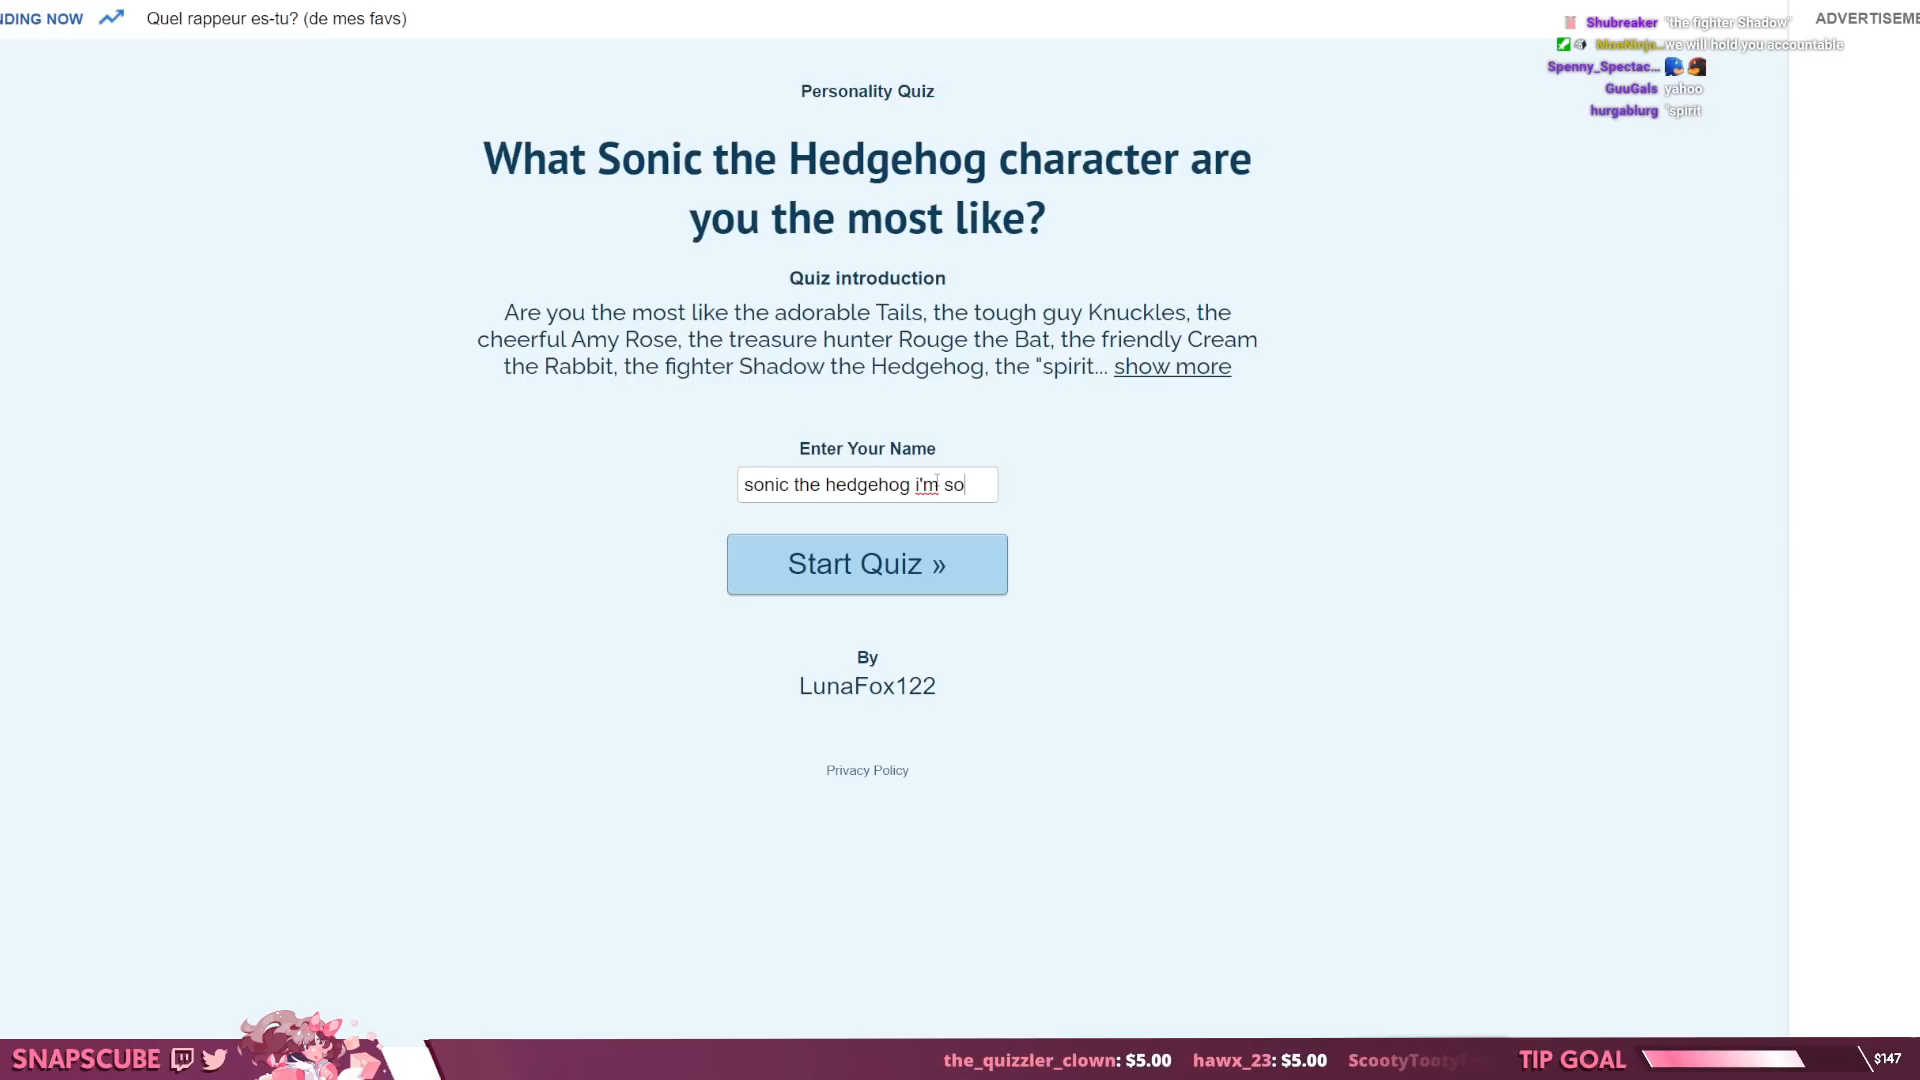 NDING NOW Quel rappeur es-tu? (de mes favs)
ADVERTISEME
Shubreaker "the fighter Shadow"
MoeNinja... we will hold you accountable
Spenny_Spectac...
GuuGals yahoo
hurgablurg "spirit
Personality Quiz
What Sonic the Hedgehog character are
you the most like?
Quiz introduction
Are you the most like the adorable Tails, the tough guy Knuckles, the
cheerful Amy Rose, the treasure hunter Rouge the Bat, the friendly Cream
the Rabbit, the fighter Shadow the Hedgehog, the "spirit... show more
Enter Your Name
sonic the hedgehog i'm so
Start Quiz »
By
LunaFox122
Privacy Policy
SNAPSCUBE
the_quizzler_clown: $5.00 hawx_23: $5.00 ScootyTooty
TIP GOAL
$147